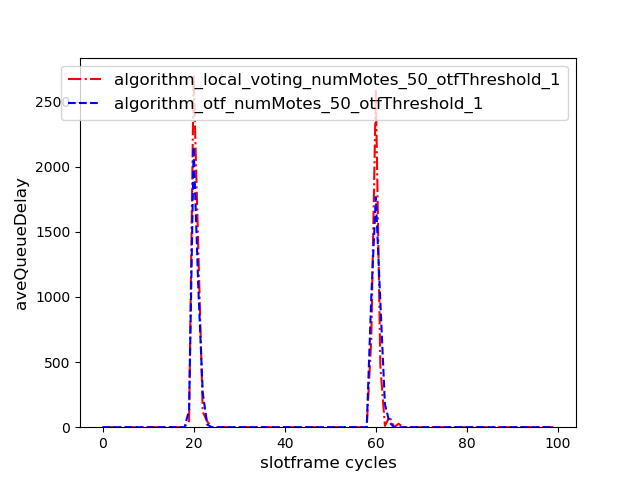 algorithm_local_voting_numMotes_50_otfThreshold_1
algorithm_otf_numMotes_50_otfThreshold_1
2500
2000
1500
1000
500
0
aveQueueDelay
0 20 40 60 80 100
slotframe cycles